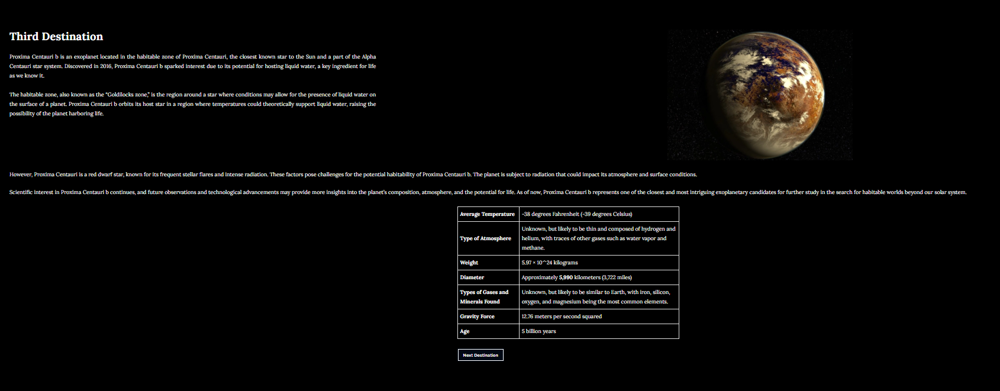 Third Destination
Proxima Centauri b is an exoplanet located in the habitable zone of Proxima Centauri, the closest known star to the Sun and a part of the Alpha
Centauri star system. Discovered in 2016, Proxima Centauri b sparked interest due to its potential for hosting liquid water, a key ingredient for life
as we know it.
The habitable zone, also known as the “Goldilocks zone,” is the region around a star where conditions may allow for the presence of liquid water on
the surface of a planet. Proxima Centauri b orbits its host star in a region where temperatures could theoretically support liquid water, raising the
possibility of the planet harboring life.
However, Proxima Centauri is a red dwarf star, known for its frequent stellar flares and intense radiation. These factors pose challenges for the potential habitability of Proxima Centauri b. The planet is subject to radiation that could impact its atmosphere and surface conditions.
Scientific interest in Proxima Centauri b continues, and future observations and technological advancements may provide more insights into the planet’s composition, atmosphere, and the potential for life. As of now, Proxima Centauri b represents one of the closest and most intriguing exoplanetary candidates for further study in the search for habitable worlds beyond our solar system.
Average Temperature -38 degrees Fahrenheit (-39 degrees Celsius)
Type of Atmosphere
Unknown, but likely to be thin and composed of hydrogen and
helium, with traces of other gases such as water vapor and
methane.
Weight 5.97 × 10^24 kilograms
Diameter Approximately 5,990 kilometers (3,722 miles)
Types of Gases and
Minerals Found
Unknown, but likely to be similar to Earth, with iron, silicon,
oxygen, and magnesium being the most common elements.
Gravity Force 12.76 meters per second squared
Age 5 billion years
Next Destination